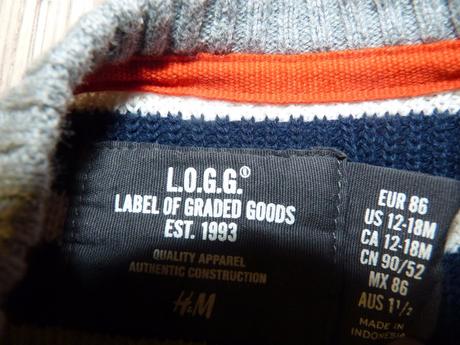 L.O.G.G.®
LABEL OF GRADED GOODS
EST. 1993
QUALITY APPAREL
AUTHENTIC CONSTRUCTION
H&M
EUR 86
US 12-18M
CA 12-18M
CN 90/52
MX 86
AUS 1½
MADE IN
INDONESIA